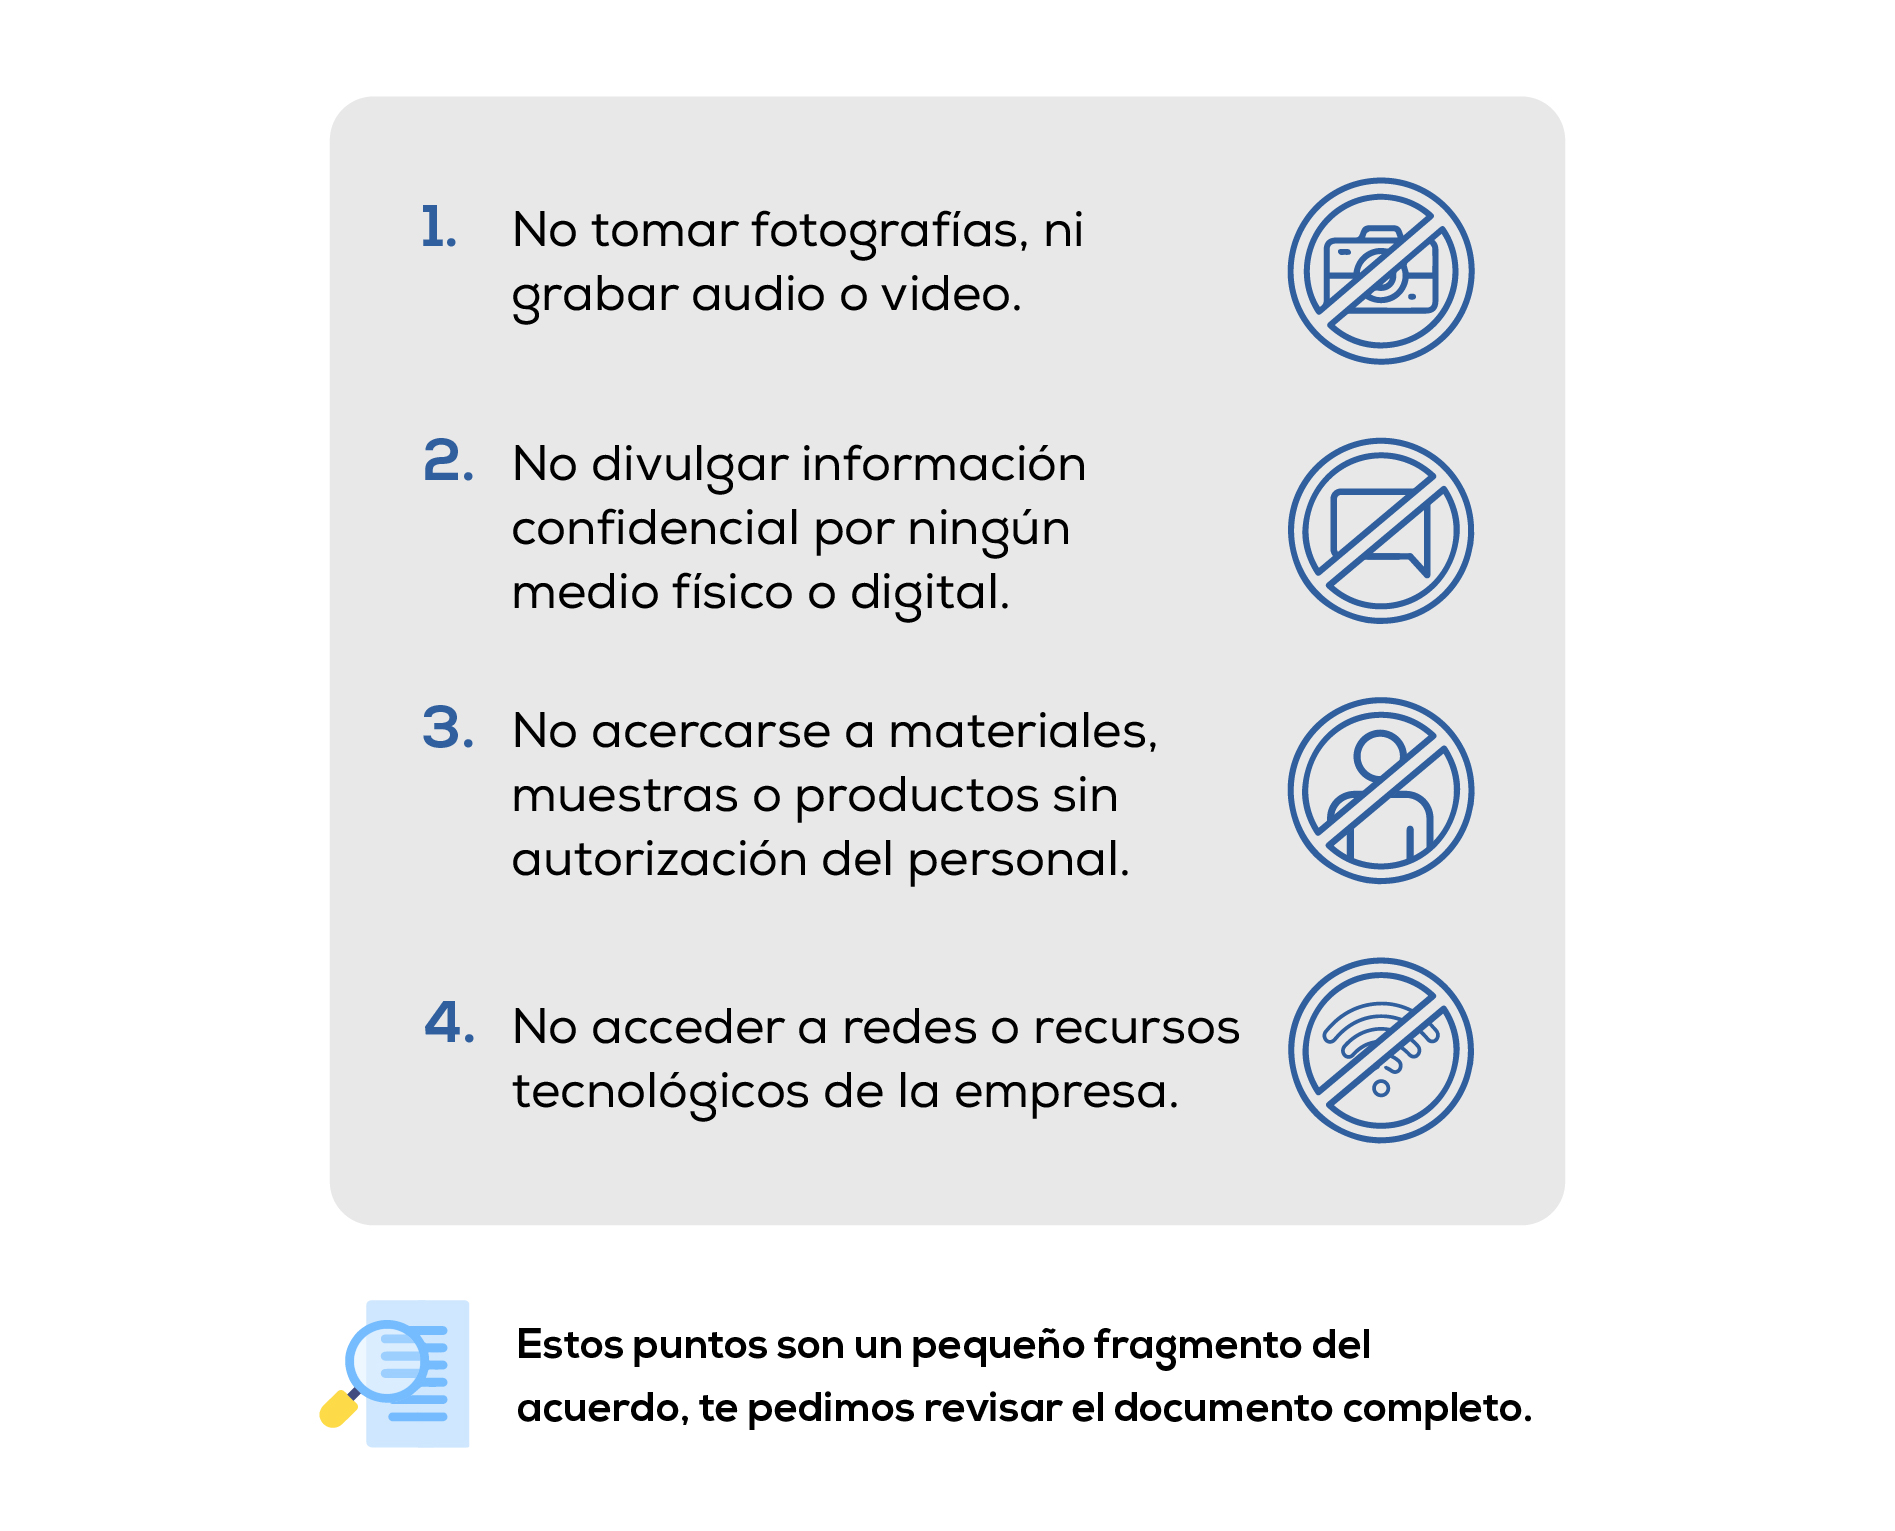 1. No tomar fotografías, ni
grabar audio o video.
2. No divulgar información
confidencial por ningún
medio físico o digital.
3. No acercarse a materiales,
muestras o productos sin
autorización del personal.
4. No acceder a redes o recursos
tecnológicos de la empresa.
Estos puntos son un pequeño fragmento del
acuerdo, te pedimos revisar el documento completo.